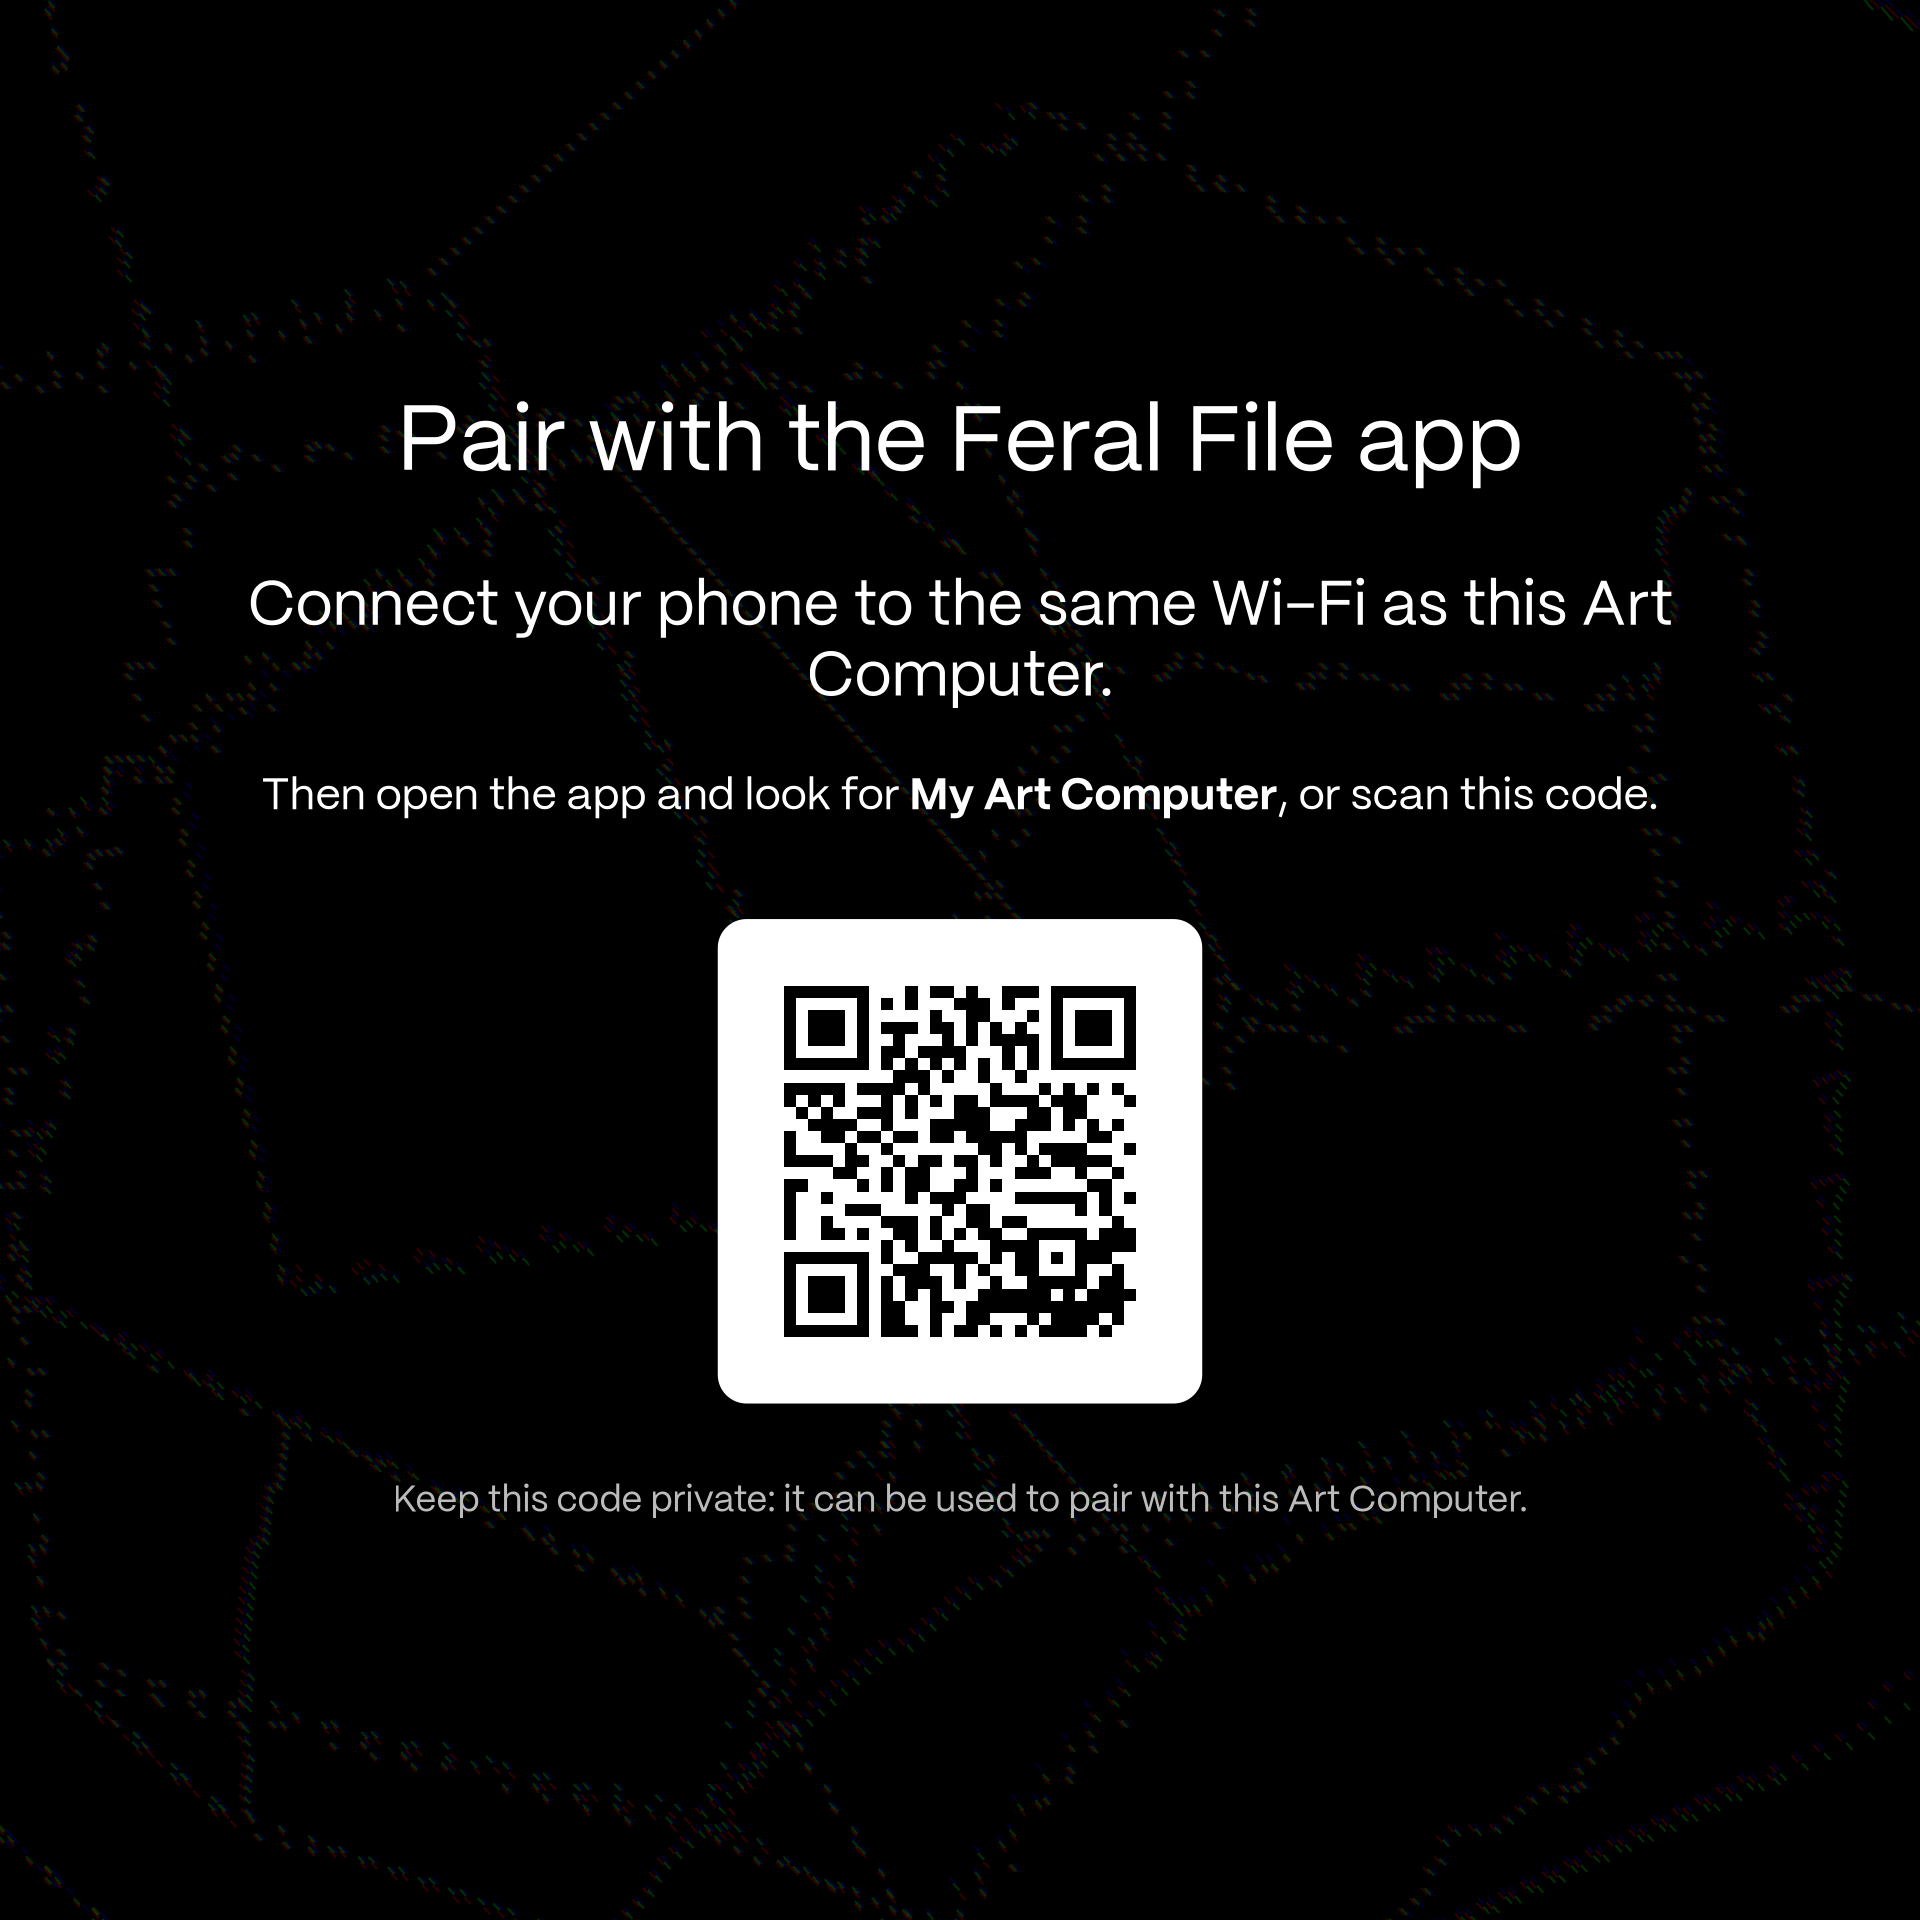 Pair with the Feral File app
Connect your phone to the same Wi-Fi as this Art
Computer.
Then open the app and look for My Art Computer, or scan this code.
Keep this code private: it can be used to pair with this Art Computer.